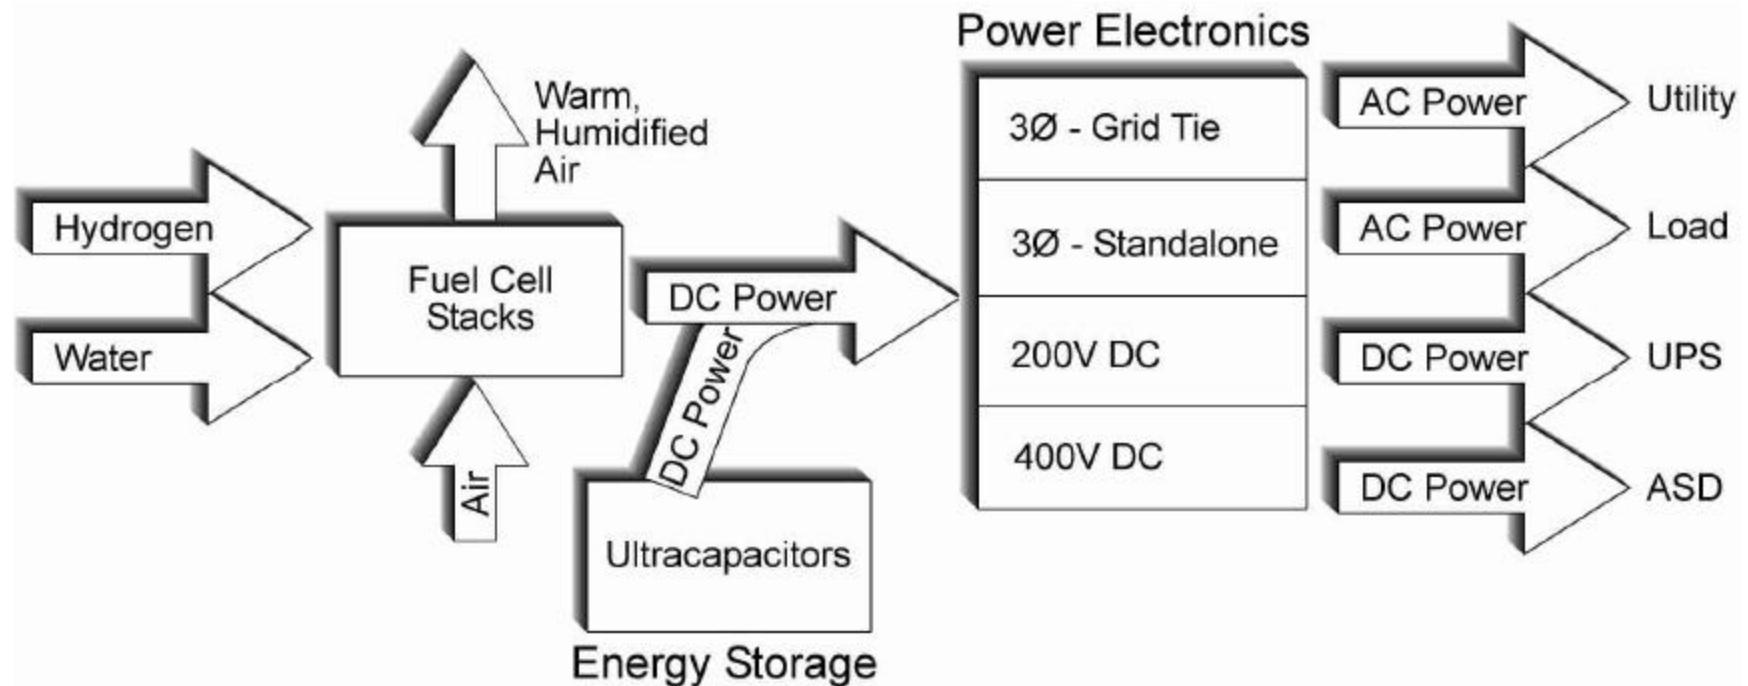 Power Electronics
Warm,
Humidified
Air
Hydrogen
Water
Fuel Cell
Stacks
Air
DC Power
DC Power
Ultracapacitors
Energy Storage
3Ø - Grid Tie
3Ø - Standalone
200V DC
400V DC
AC Power
Utility
AC Power
Load
DC Power
UPS
DC Power
ASD